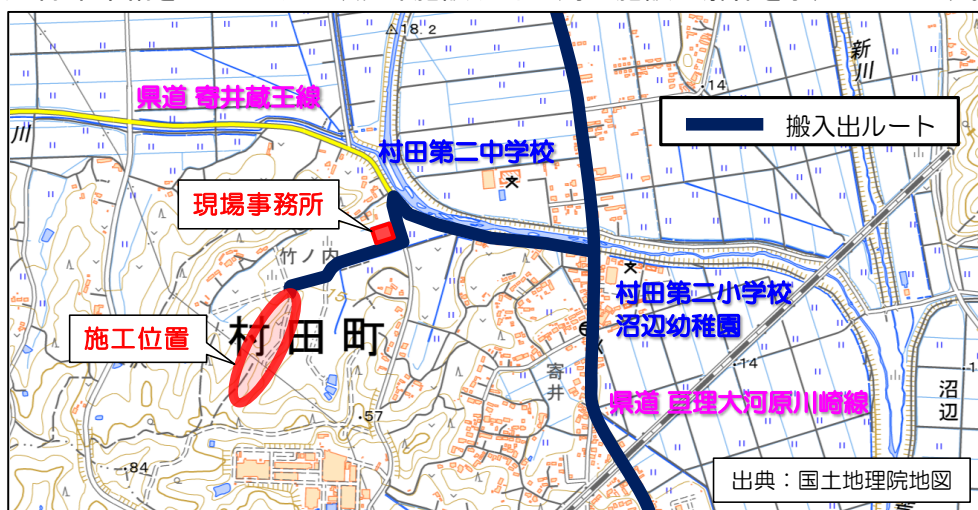 18.2
新川
14
県道 寄井蔵王線
搬入出ルート
川
村田第二中学校
現場事務所
竹ノ内
村田第二小学校
沼辺幼稚園
施工位置
村田町
14
寄井
沼辺
県道 亘理大河原川崎線
57
84
出典：国土地理院地図